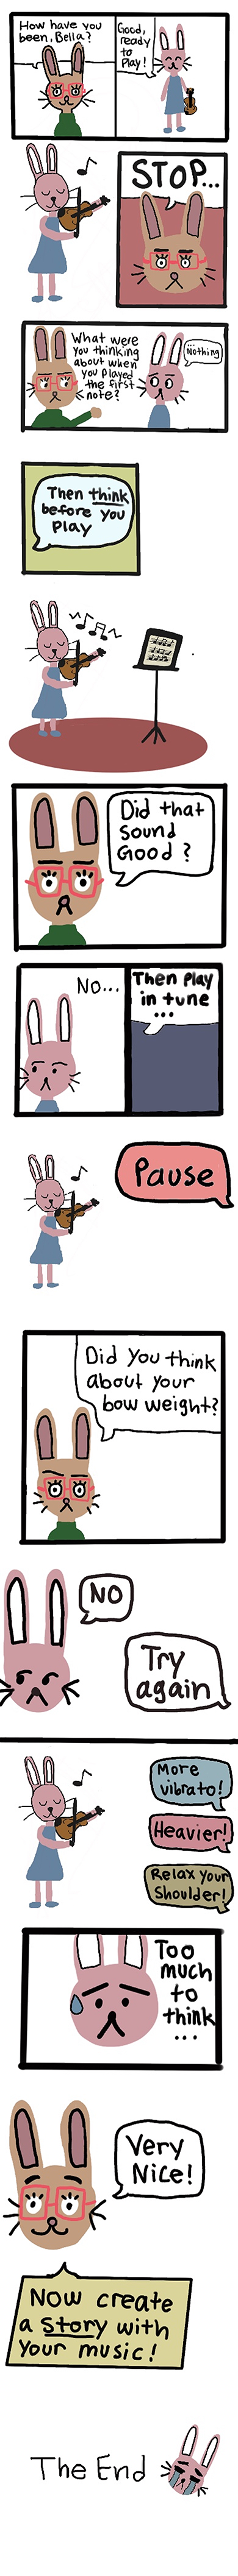 How have you
been, Bella?
Good,
ready
to
Play!
STOP...
What were
you thinking
about when
you played
the first
note?
...Nothing
Then think
before you
play
Did that
Sound
Good?
No...
Then Play
in tune
...
Pause
Did you think
about your
bow weight?
NO
Try
again
More
vibrato!
Heavier!
Relax your
Shoulder!
Too
much
to
think
...
Very
Nice!
Now create
a story with
your music!
The End